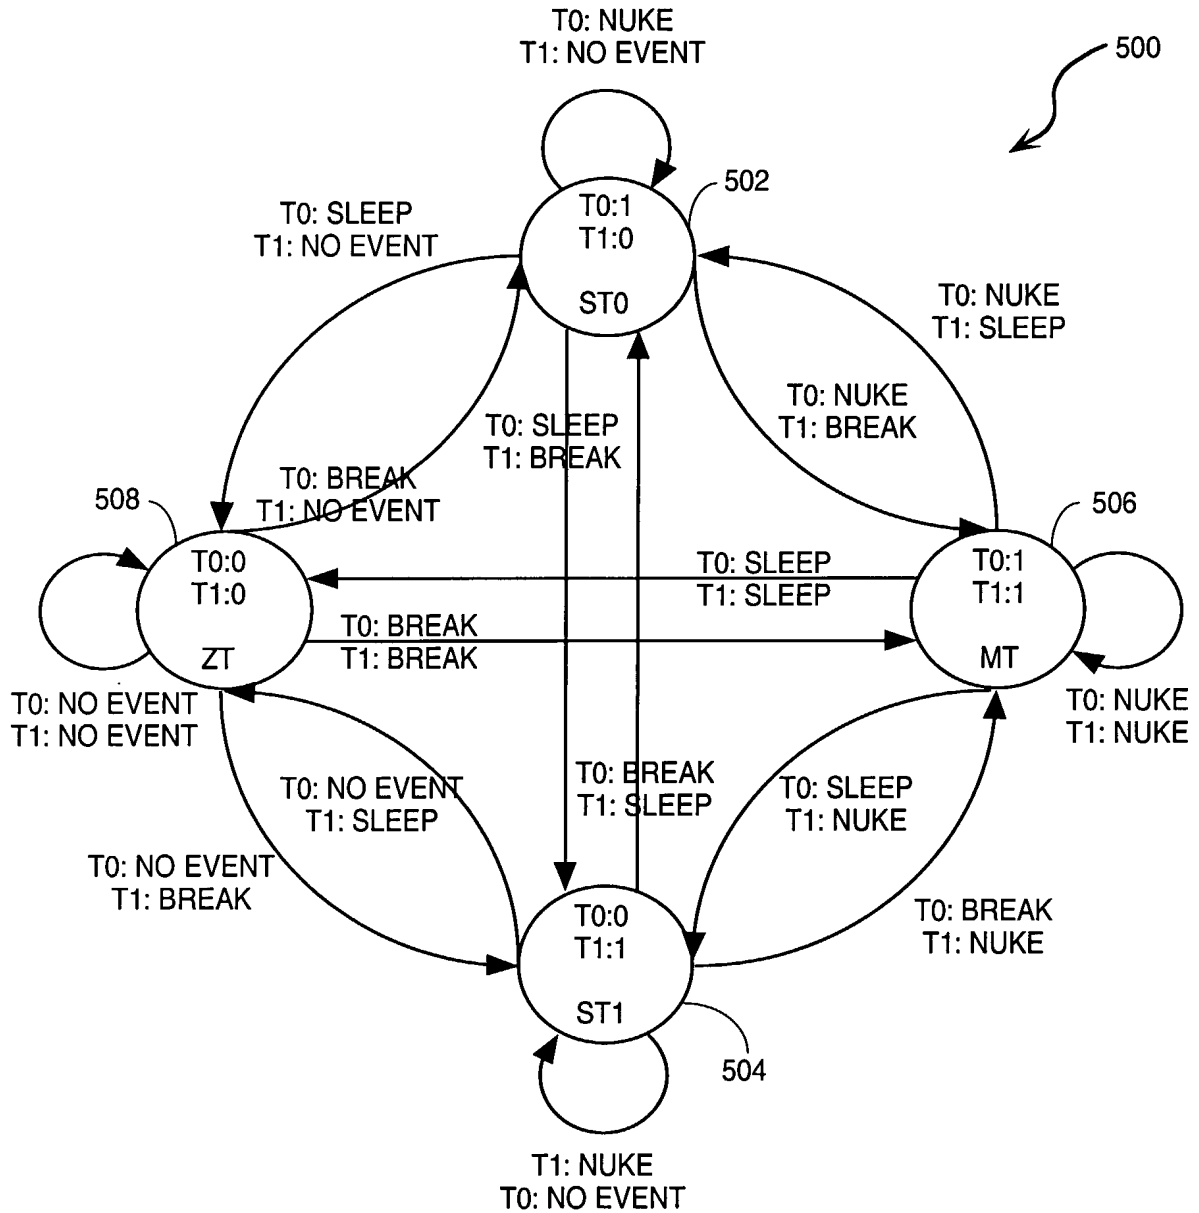 T0: NUKE
T1: NO EVENT
500
502
T0:1
T1:0
ST0
T0: SLEEP
T1: NO EVENT
T0: NUKE
T1: SLEEP
T0: NUKE
T1: BREAK
T0: SLEEP
T1: BREAK
T0: BREAK
T1: NO EVENT
508
506
T0:0
T1:0
ZT
T0: SLEEP
T1: SLEEP
T0:1
T1:1
MT
T0: BREAK
T1: BREAK
T0: NO EVENT
T1: NO EVENT
T0: NUKE
T1: NUKE
T0: NO EVENT
T1: SLEEP
T0: BREAK
T1: SLEEP
T0: SLEEP
T1: NUKE
T0: NO EVENT
T1: BREAK
T0: BREAK
T1: NUKE
T0:0
T1:1
ST1
504
T1: NUKE
T0: NO EVENT